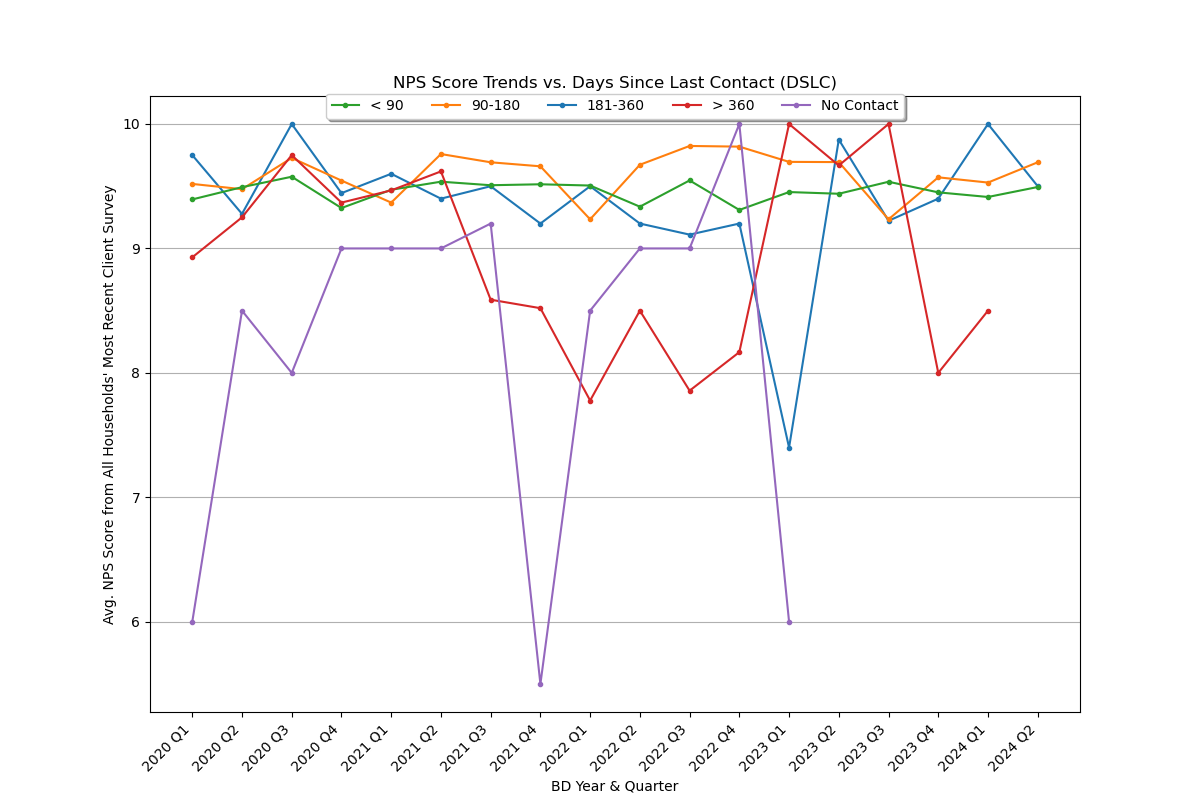 NPS Score Trends vs. Days Since Last Contact (DSLC)
< 90 90-180 181-360 > 360 No Contact
Avg. NPS Score from All Households' Most Recent Client Survey
10
9
8
7
6
2020 Q1 2020 Q2 2020 Q3 2020 Q4 2021 Q1 2021 Q2 2021 Q3 2021 Q4 2022 Q1 2022 Q2 2022 Q3 2022 Q4 2023 Q1 2023 Q2 2023 Q3 2023 Q4 2024 Q1 2024 Q2
BD Year & Quarter